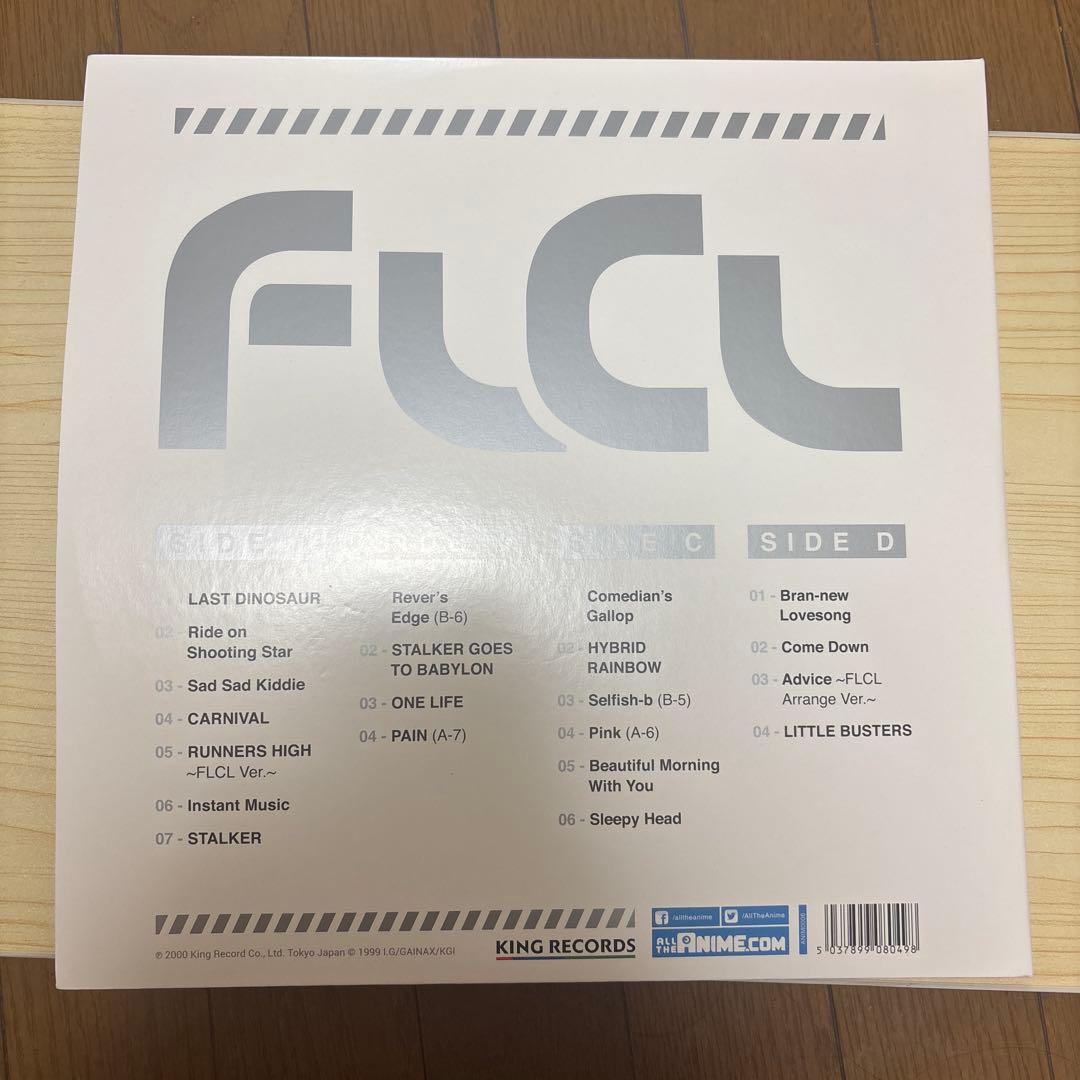 FLCL
SIDE
LAST DINOSAUR
02 - Ride on
Shooting Star
03 - Sad Sad Kiddie
04 - CARNIVAL
05 - RUNNERS HIGH
~FLCL Ver.~
06 - Instant Music
07 - STALKER
Rever's
Edge (B-6)
02 - STALKER GOES
TO BABYLON
03 - ONE LIFE
04 - PAIN (A-7)
SIDE C
Comedian's
Gallop
02 - HYBRID
RAINBOW
03 - Selfish-b (B-5)
04 - Pink (A-6)
05 - Beautiful Morning
With You
06 - Sleepy Head
SIDE D
01 - Bran-new
Lovesong
02 - Come Down
03 - Advice ~FLCL
Arrange Ver.~
04 - LITTLE BUSTERS
℗ 2000 King Record Co., Ltd. Tokyo Japan © 1999 I.G/GAINAX/KGI
KING RECORDS
/alltheanime
/AllTheAnime
ALL THE ANIME.COM
ANIM0006
5 037899 080498